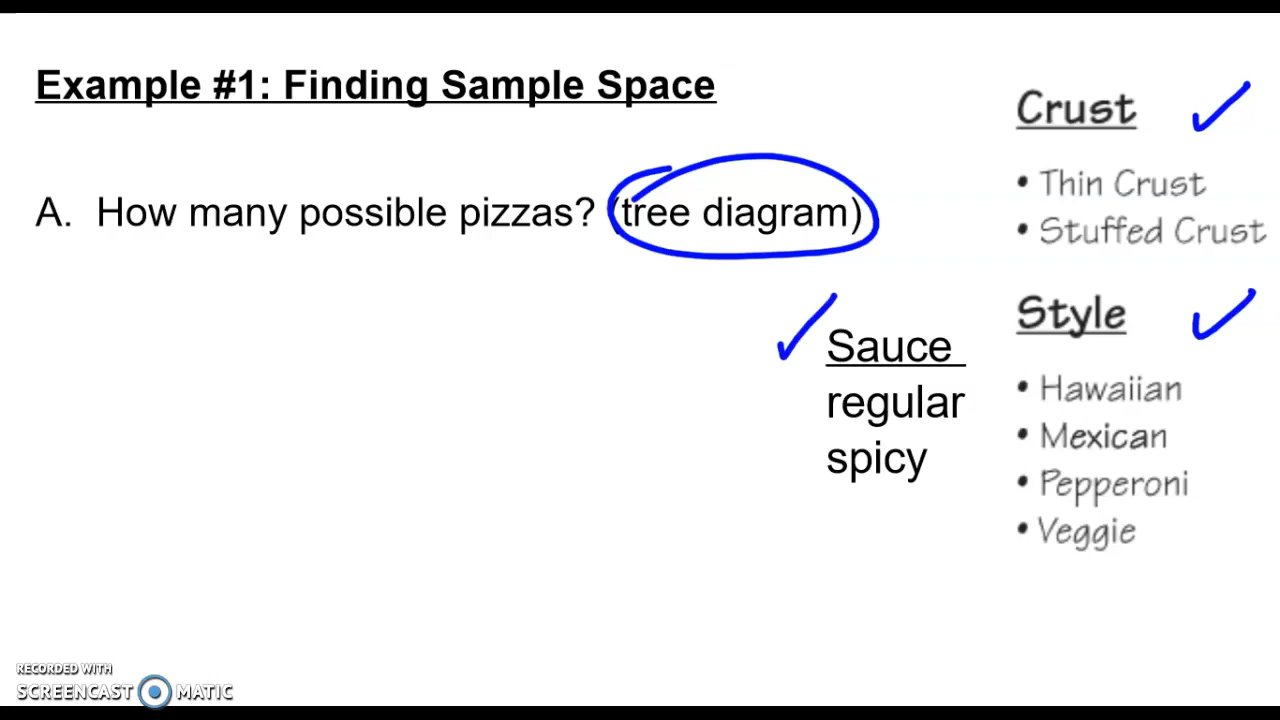 Example #1: Finding Sample Space
A. How many possible pizzas? (tree diagram)
Sauce
regular
spicy
Crust
• Thin Crust
• Stuffed Crust
Style
• Hawaiian
• Mexican
• Pepperoni
• Veggie
RECORDED WITH
SCREENCAST MATIC